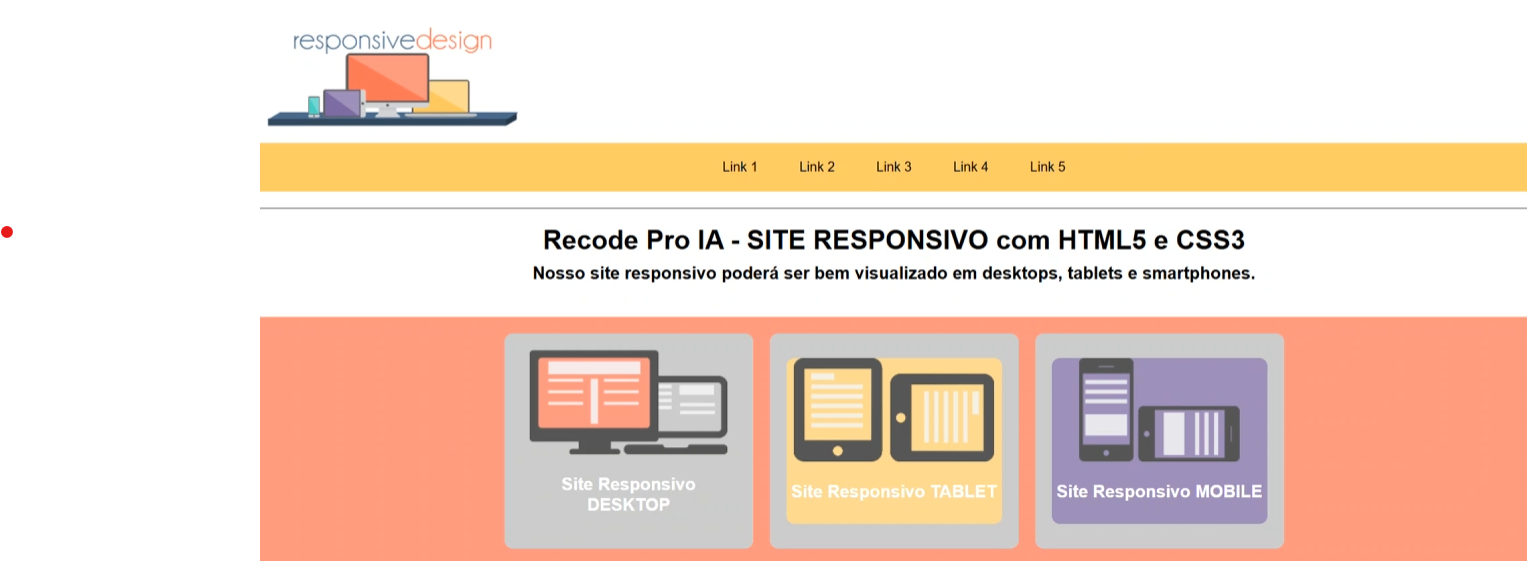 responsivedesign
Link 1 Link 2 Link 3 Link 4 Link 5
Recode Pro IA - SITE RESPONSIVO com HTML5 e CSS3
Nosso site responsivo poderá ser bem visualizado em desktops, tablets e smartphones.
Site Responsivo
DESKTOP
Site Responsivo TABLET
Site Responsivo MOBILE